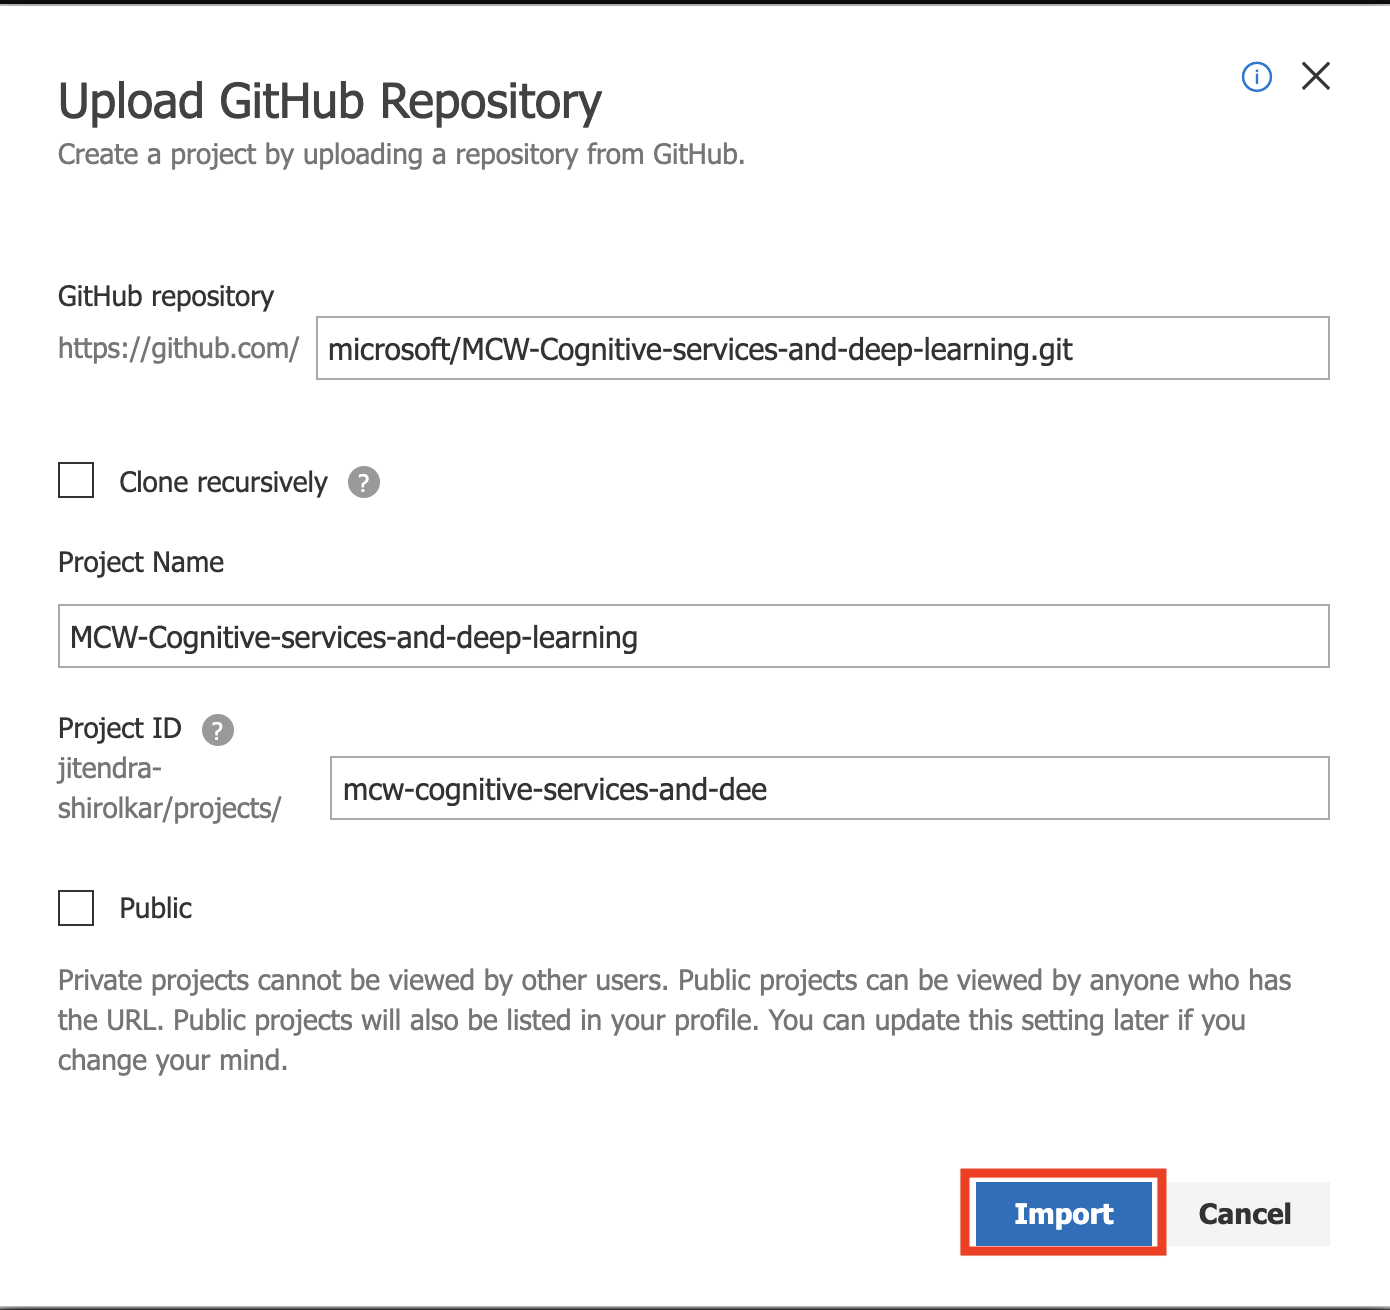 Upload GitHub Repository
Create a project by uploading a repository from GitHub.
GitHub repository
https://github.com/ microsoft/MCW-Cognitive-services-and-deep-learning.git
Clone recursively ?
Project Name
MCW-Cognitive-services-and-deep-learning
Project ID ?
jitendra-
shirolkar/projects/ mcw-cognitive-services-and-dee
Public
Private projects cannot be viewed by other users. Public projects can be viewed by anyone who has
the URL. Public projects will also be listed in your profile. You can update this setting later if you
change your mind.
Import Cancel